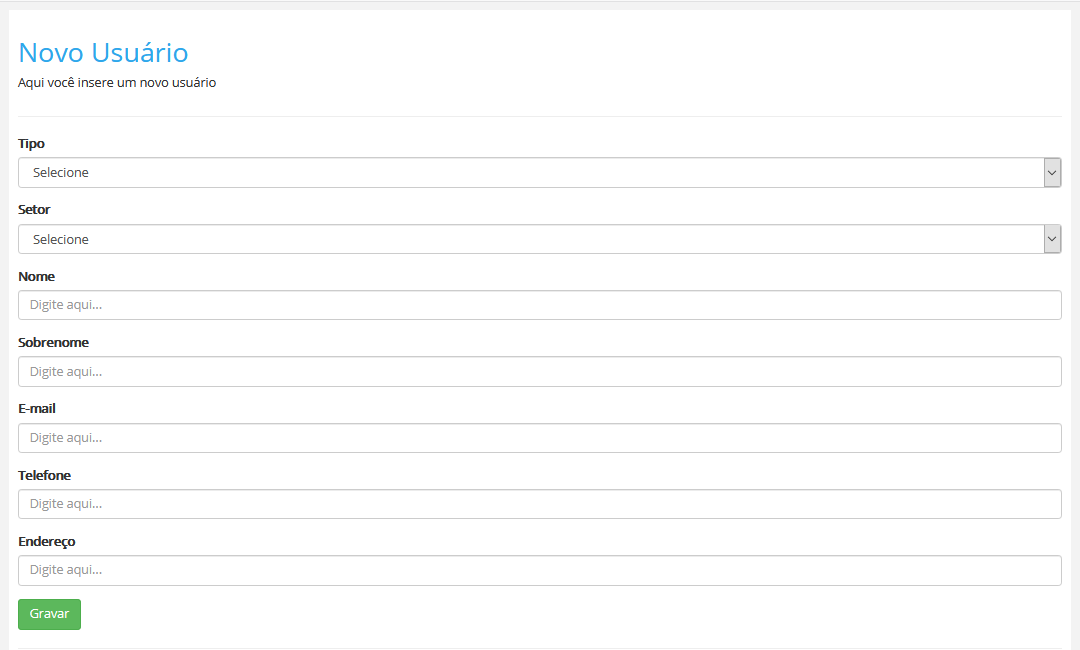 Novo Usuário
Aqui você insere um novo usuário
Tipo
Selecione
Setor
Selecione
Nome
Digite aqui...
Sobrenome
Digite aqui...
E-mail
Digite aqui...
Telefone
Digite aqui...
Endereço
Digite aqui...
Gravar